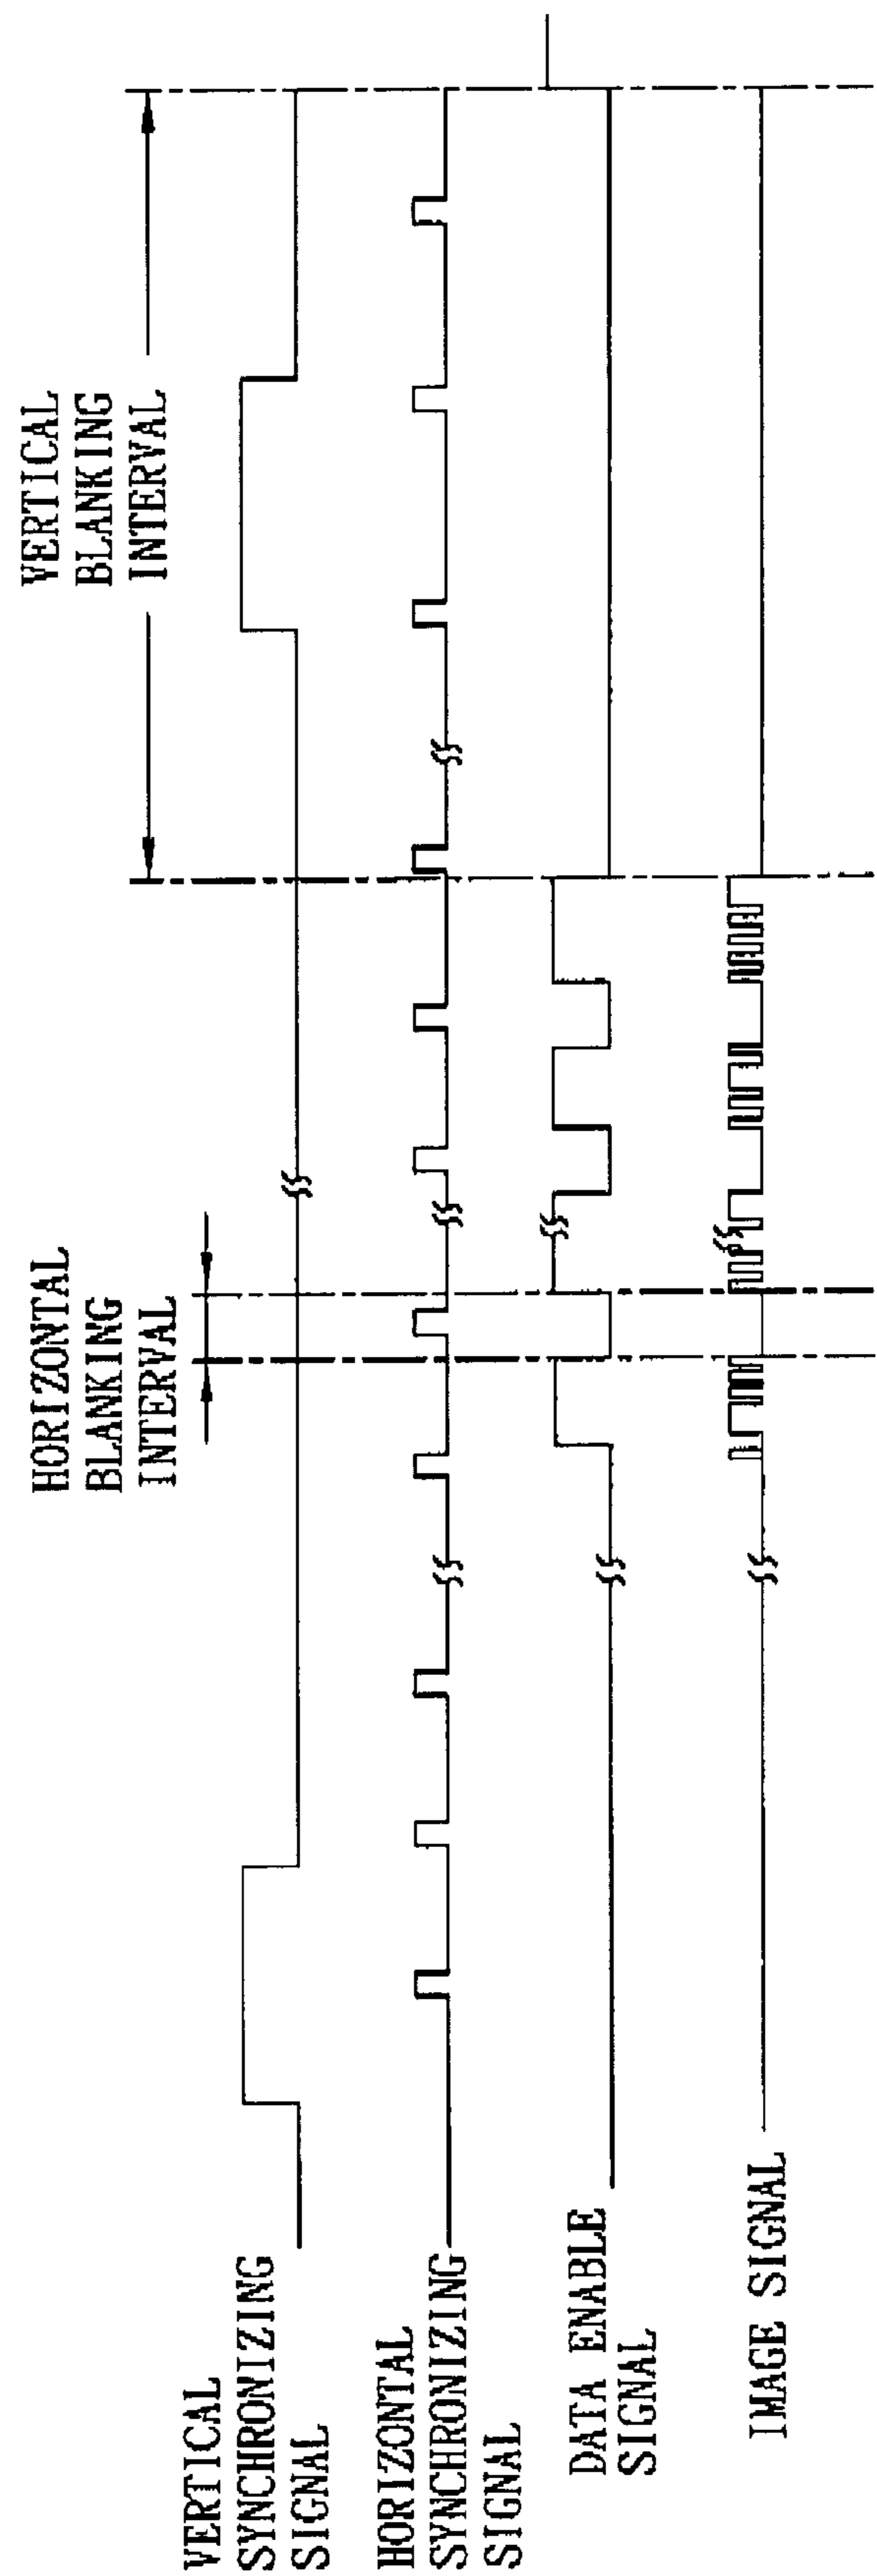 VERTICAL
BLANKING
INTERVAL
HORIZONTAL
BLANKING
INTERVAL
VERTICAL
SYNCHRONIZING
SIGNAL
HORIZONTAL
SYNCHRONIZING
SIGNAL
DATA ENABLE
SIGNAL
IMAGE SIGNAL